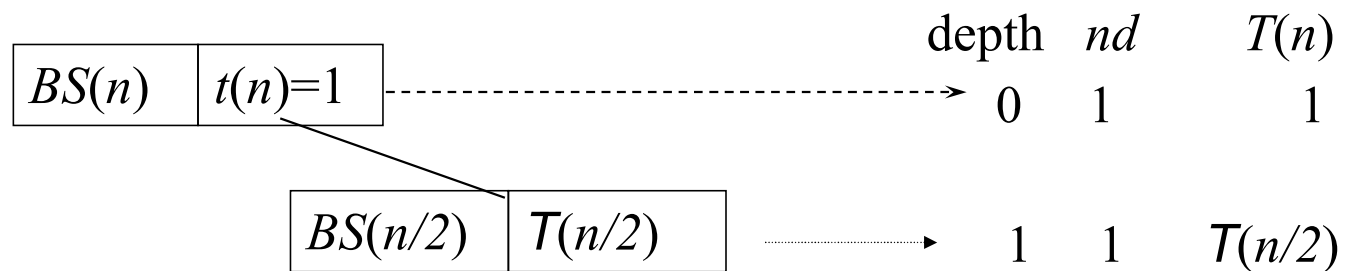 depth nd T(n)
BS(n) t(n)=1 0 1 1
BS(n/2) T(n/2) 1 1 T(n/2)